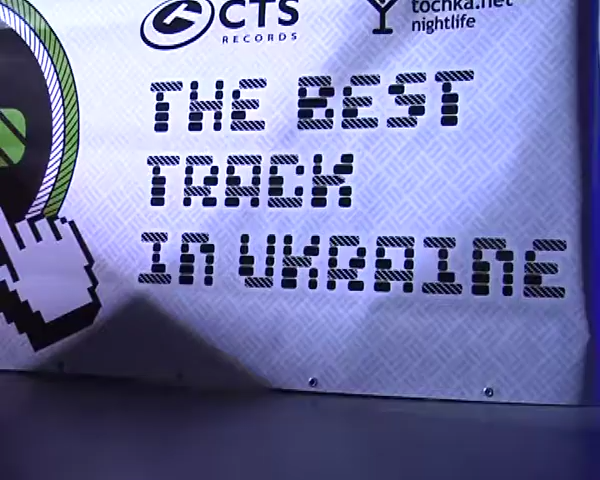 CTS
RECORDS
tochka.net
nightlife
THE BEST
TRACK
IN UKRAINE